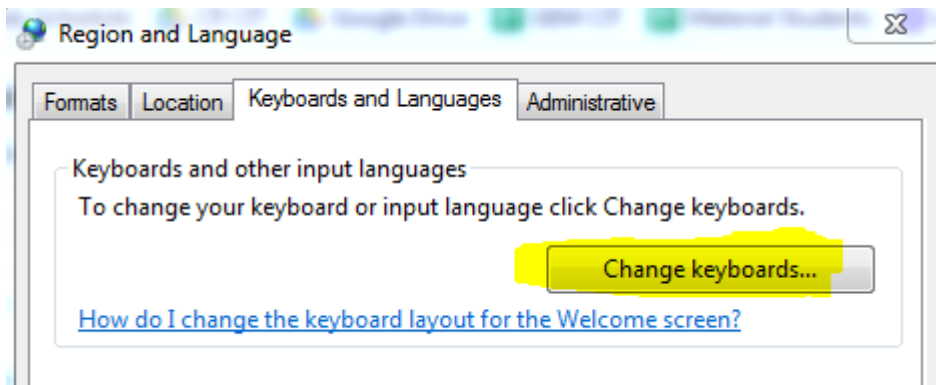 Region and Language
Formats Location Keyboards and Languages Administrative
Keyboards and other input languages
To change your keyboard or input language click Change keyboards.
Change keyboards...
How do I change the keyboard layout for the Welcome screen?